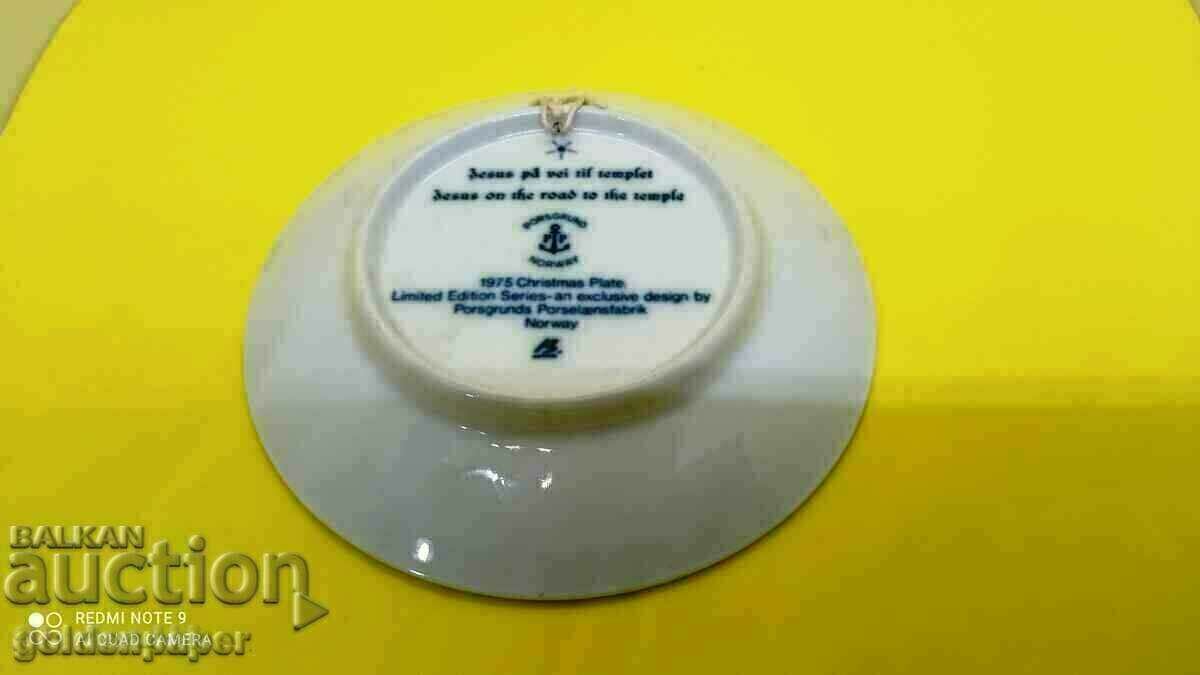 Jesus på vei til templet
Jesus on the road to the temple
PORSGRUND
P P
NORWAY
1975 Christmas Plate
Limited Edition Series-an exclusive design by
Porsgrunds Porselænsfabrik
Norway
BALKAN
auction
REDMI NOTE 9
AI QUAD CAMERA
goldenpaper